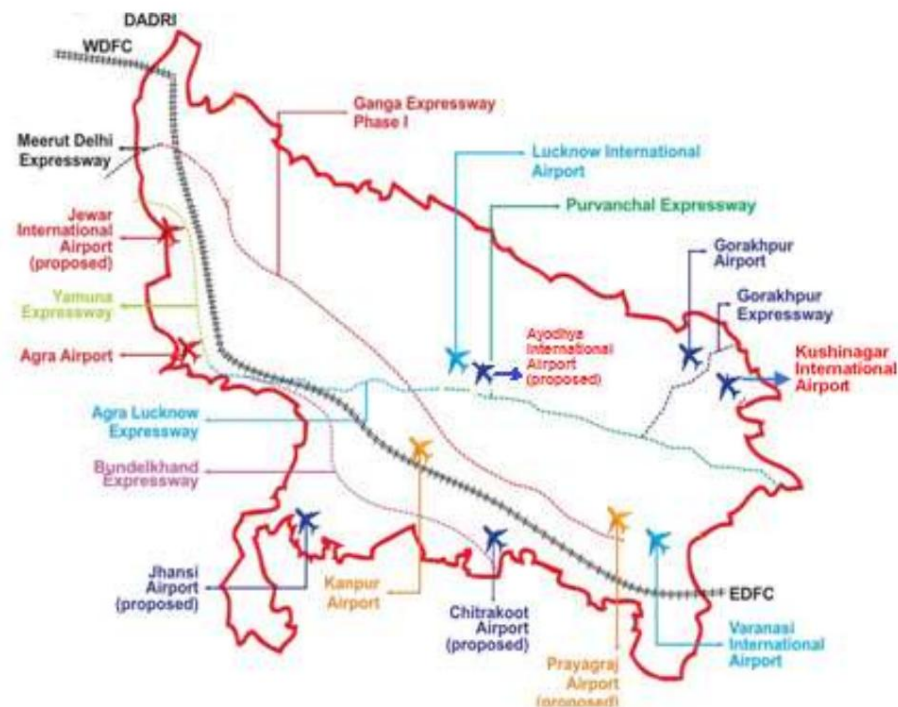 DADRI
WDFC
Ganga Expressway
Phase I
Meerut Delhi
Expressway
Lucknow International
Airport
Purvanchal Expressway
Jewar
International
Airport
(proposed)
Gorakhpur
Airport
Gorakhpur
Expressway
Yamuna
Expressway
Ayodhya
International
Airport
(proposed)
Agra Airport
Kushinagar
International
Airport
Agra Lucknow
Expressway
Bundelkhand
Expressway
Jhansi
Airport
(proposed)
Kanpur
Airport
Chitrakoot
Airport
(proposed)
EDFC
Varanasi
International
Airport
Prayagraj
Airport
(proposed)